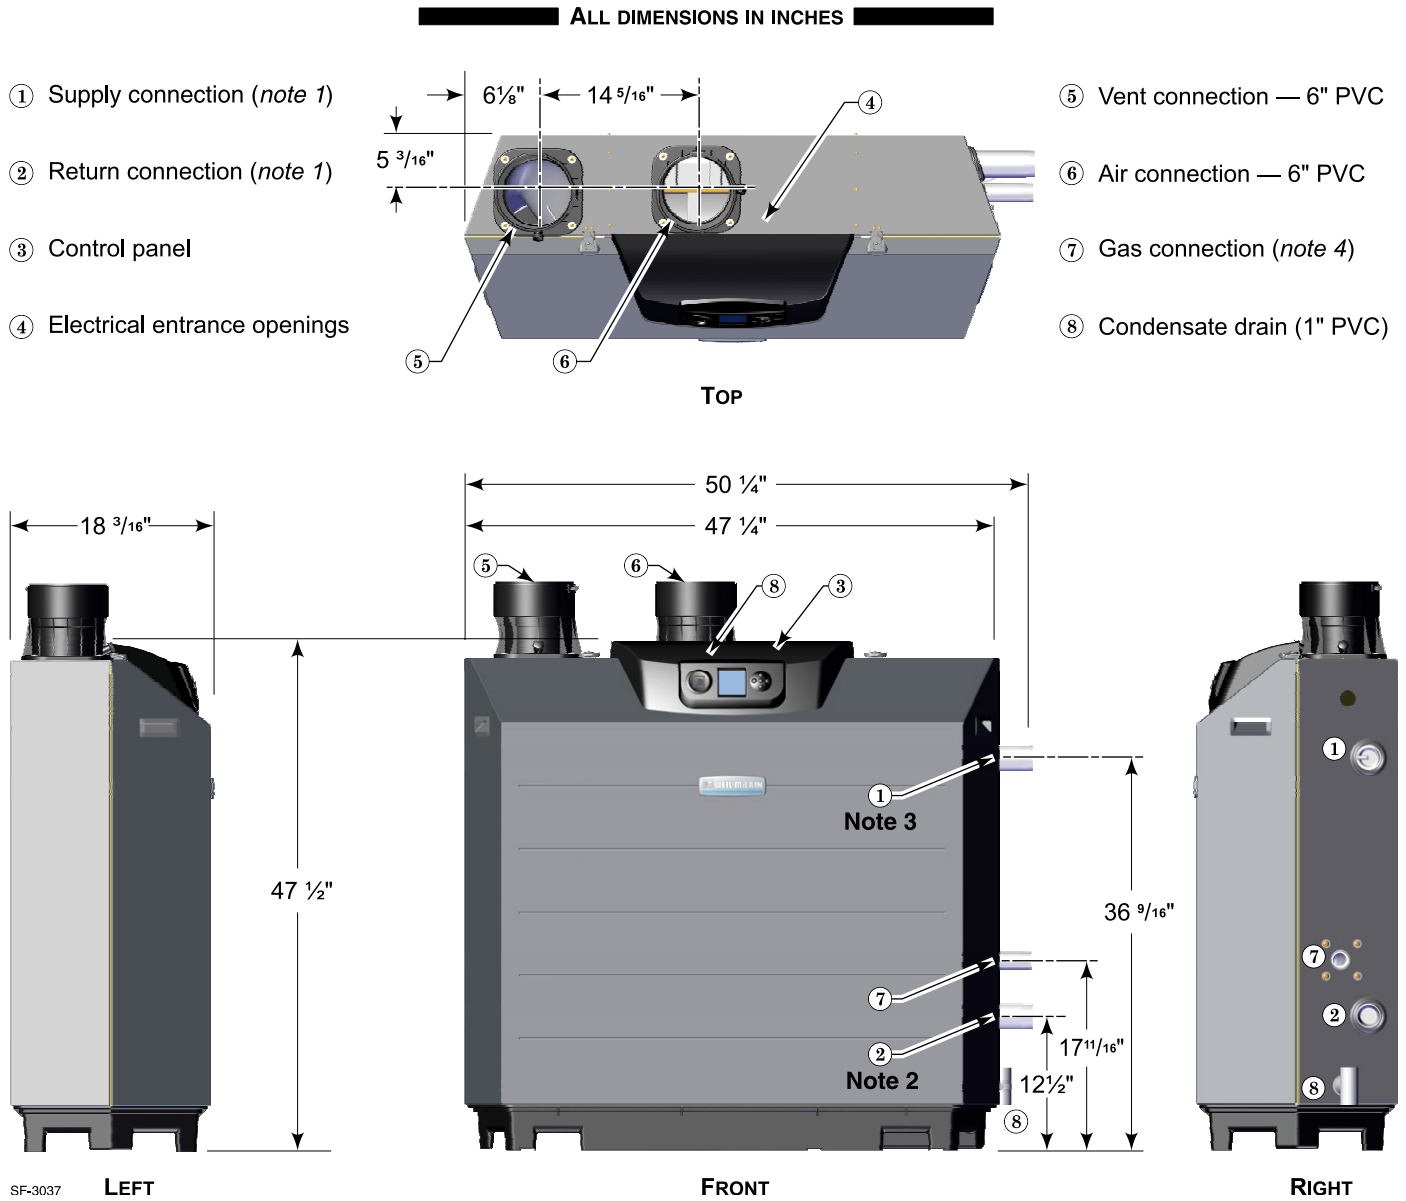 ALL DIMENSIONS IN INCHES
① Supply connection (note 1)
② Return connection (note 1)
③ Control panel
④ Electrical entrance openings
6⅛"
14 5/16"
5 3/16"
④
⑤
⑥
TOP
⑤ Vent connection — 6" PVC
⑥ Air connection — 6" PVC
⑦ Gas connection (note 4)
⑧ Condensate drain (1" PVC)
18 3/16"
47 ½"
LEFT
50 ¼"
47 ¼"
⑤
⑥
⑧
③
WEIL-McLAIN
①
Note 3
⑦
②
Note 2
⑧
36 9/16"
17 11/16"
12½"
FRONT
①
⑦
②
⑧
RIGHT
SF-3037